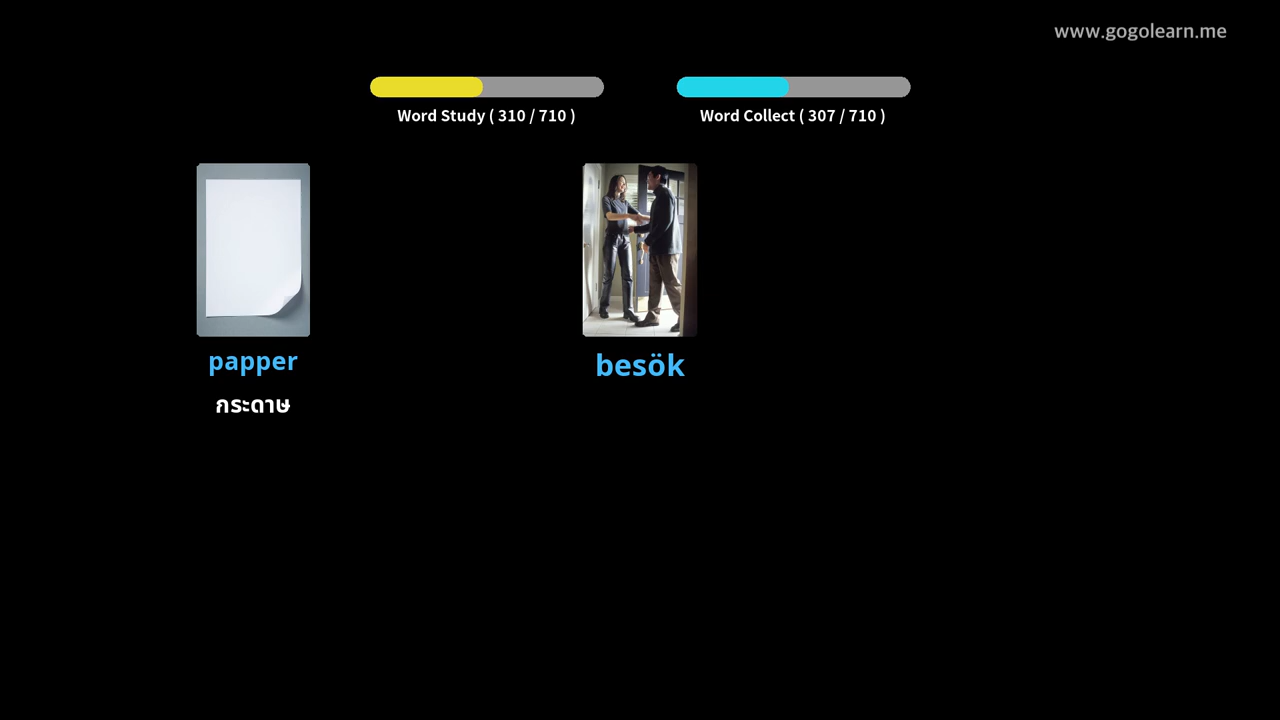 www.gogolearn.me
Word Study ( 310 / 710 )
Word Collect ( 307 / 710 )
papper
กระดาษ
besök